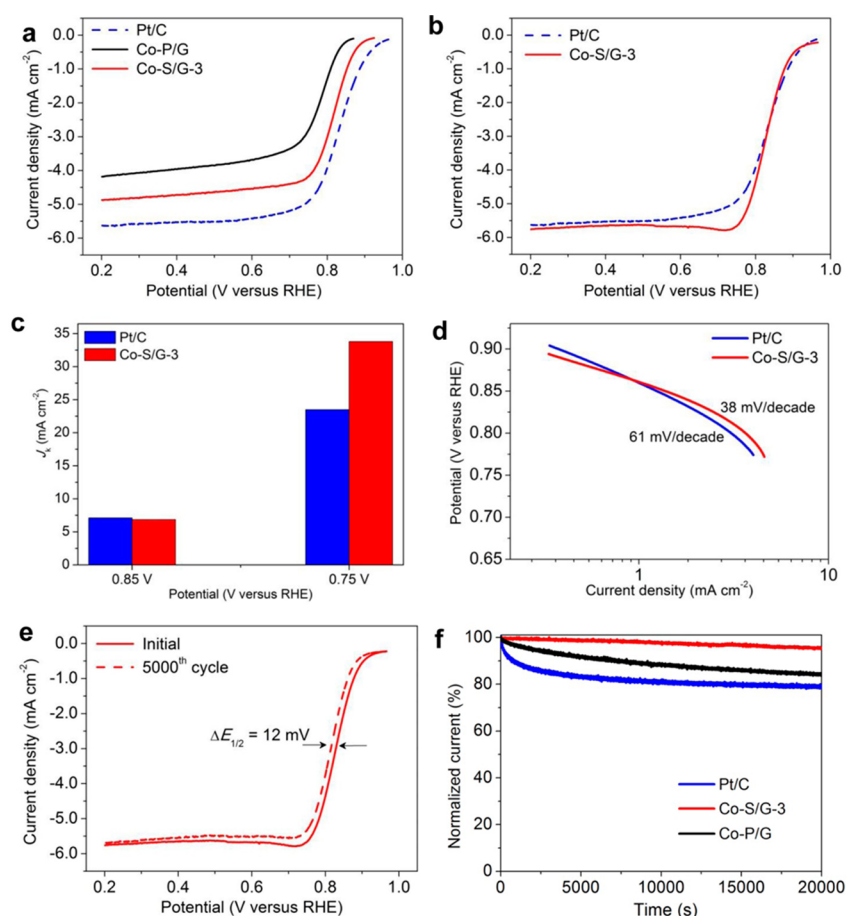 a
Pt/C
Co-P/G
Co-S/G-3
0.0
-1.0
-2.0
-3.0
-4.0
-5.0
-6.0
Current density (mA cm⁻²)
0.2 0.4 0.6 0.8 1.0
Potential (V versus RHE)
b
Pt/C
Co-S/G-3
0.0
-1.0
-2.0
-3.0
-4.0
-5.0
-6.0
Current density (mA cm⁻²)
0.2 0.4 0.6 0.8 1.0
Potential (V versus RHE)
c
Pt/C
Co-S/G-3
35
30
25
20
15
10
5
0
Jₖ (mA cm⁻²)
0.85 V 0.75 V
Potential (V versus RHE)
d
Pt/C
Co-S/G-3
0.90
0.85
0.80
0.75
0.70
0.65
Potential (V versus RHE)
38 mV/decade
61 mV/decade
1 10
Current density (mA cm⁻²)
e
Initial
5000th cycle
0.0
-1.0
-2.0
-3.0
-4.0
-5.0
-6.0
Current density (mA cm⁻²)
ΔE1/2 = 12 mV
0.2 0.4 0.6 0.8 1.0
Potential (V versus RHE)
f
100
80
60
40
20
0
Normalized current (%)
Pt/C
Co-S/G-3
Co-P/G
0 5000 10000 15000 20000
Time (s)